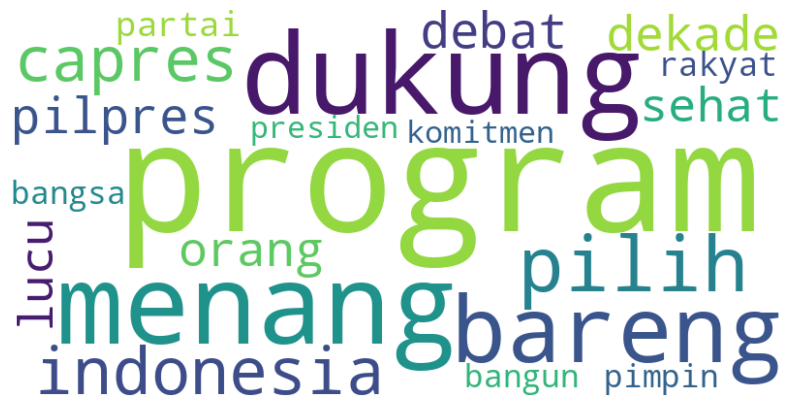 partai
dukung
debat
dekade
capres
rakyat
pilpres
sehat
presiden
komitmen
program
bangsa
lucu
orang
pilih
menang
bareng
indonesia
bangun
pimpin